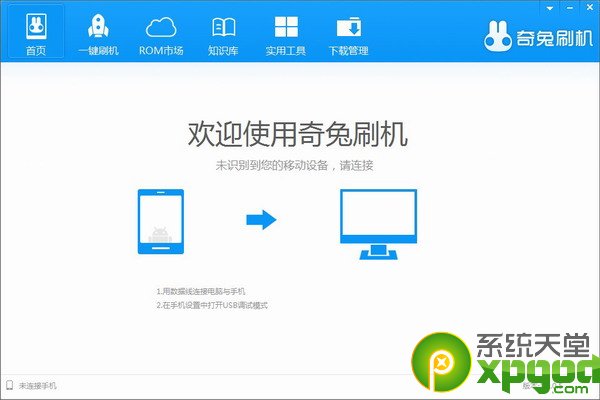 首页 一键刷机 ROM市场 知识库 实用工具 下载管理 奇兔刷机
欢迎使用奇兔刷机
未识别到您的移动设备，请连接
1.用数据线连接电脑与手机
2.在手机设置中打开USB调试模式
系统天堂
xpgod
未连接手机